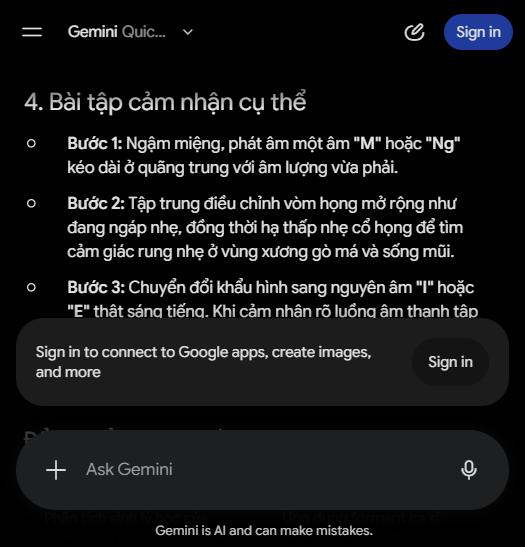 Gemini Quic...
Sign in
4. Bài tập cảm nhận cụ thể
Bước 1: Ngậm miệng, phát âm một âm "M" hoặc "Ng"
kéo dài ở quãng trung với âm lượng vừa phải.
Bước 2: Tập trung điều chỉnh vòm họng mở rộng như
đang ngáp nhẹ, đồng thời hạ thấp nhẹ cổ họng để tìm
cảm giác rung nhẹ ở vùng xương gò má và sống mũi.
Bước 3: Chuyển đổi khẩu hình sang nguyên âm "I" hoặc
"E" thật sáng tiếng. Khi cảm nhận rõ luồng âm thanh tập
Sign in to connect to Google apps, create images,
and more
Sign in
Ask Gemini
Gemini is AI and can make mistakes.